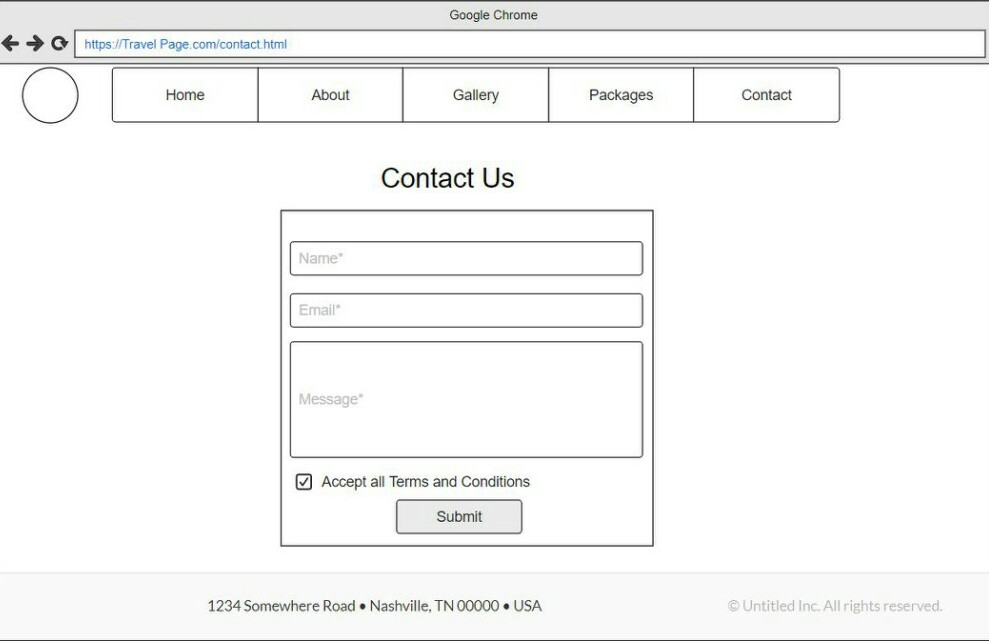 Google Chrome
https://Travel Page.com/contact.html
Home About Gallery Packages Contact
Contact Us
Name*
Email*
Message*
Accept all Terms and Conditions
Submit
1234 Somewhere Road • Nashville, TN 00000 • USA © Untitled Inc. All rights reserved.